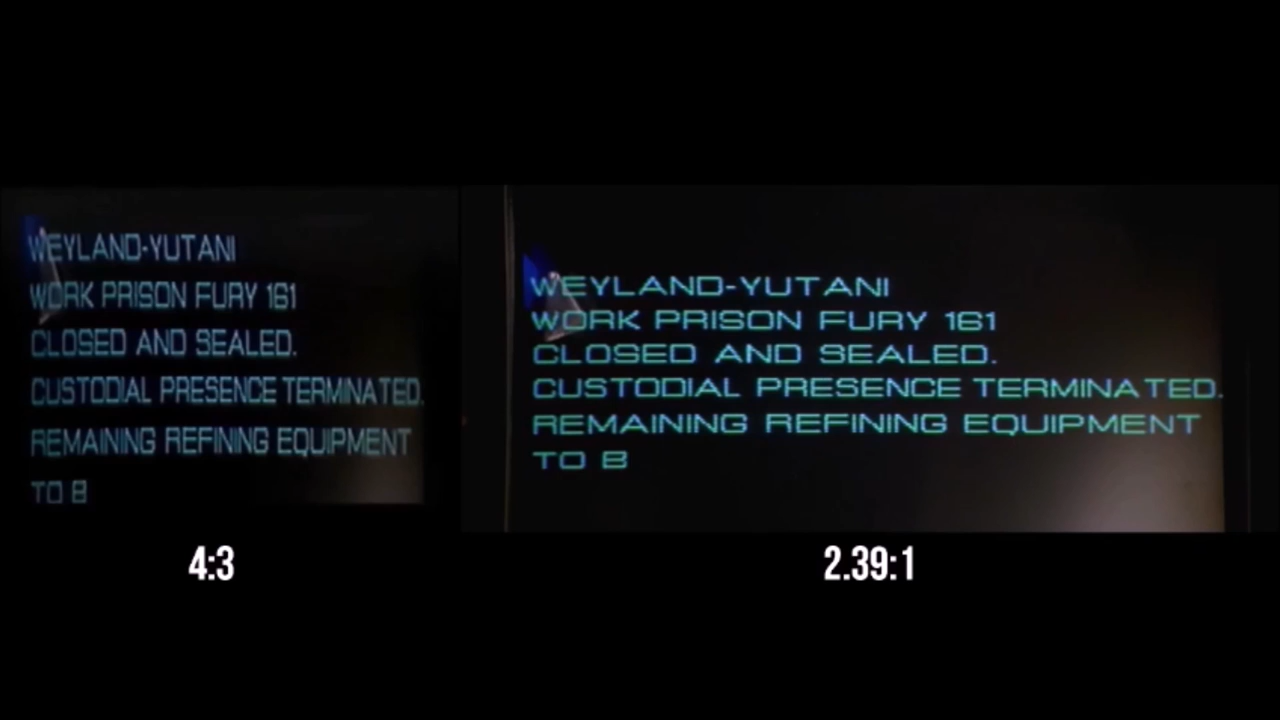 WEYLAND-YUTANI
WORK PRISON FURY 161
CLOSED AND SEALED.
CUSTODIAL PRESENCE TERMINATED.
REMAINING REFINING EQUIPMENT
TO B
4:3
WEYLAND-YUTANI
WORK PRISON FURY 161
CLOSED AND SEALED.
CUSTODIAL PRESENCE TERMINATED.
REMAINING REFINING EQUIPMENT
TO B
2.39:1